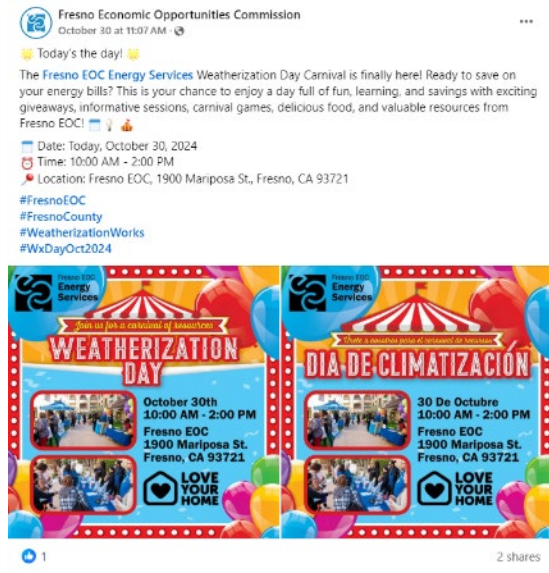 Fresno Economic Opportunities Commission
October 30 at 11:07 AM ·
Today's the day!
The Fresno EOC Energy Services Weatherization Day Carnival is finally here! Ready to save on
your energy bills? This is your chance to enjoy a day full of fun, learning, and savings with exciting
giveaways, informative sessions, carnival games, delicious food, and valuable resources from
Fresno EOC!
Date: Today, October 30, 2024
Time: 10:00 AM - 2:00 PM
Location: Fresno EOC, 1900 Mariposa St., Fresno, CA 93721
#FresnoEOC
#FresnoCounty
#WeatherizationWorks
#WxDayOct2024
Fresno EOC
Energy
Services
Join us for a carnival of resources
WEATHERIZATION
DAY
October 30th
10:00 AM - 2:00 PM
Fresno EOC
1900 Mariposa St.
Fresno, CA 93721
LOVE
YOUR
HOME
Fresno EOC
Energy
Services
Únete a nosotros para el carnaval de recursos
DIA DE CLIMATIZACIÓN
30 De Octubre
10:00 AM - 2:00 PM
Fresno EOC
1900 Mariposa St.
Fresno, CA 93721
LOVE
YOUR
HOME
1
2 shares